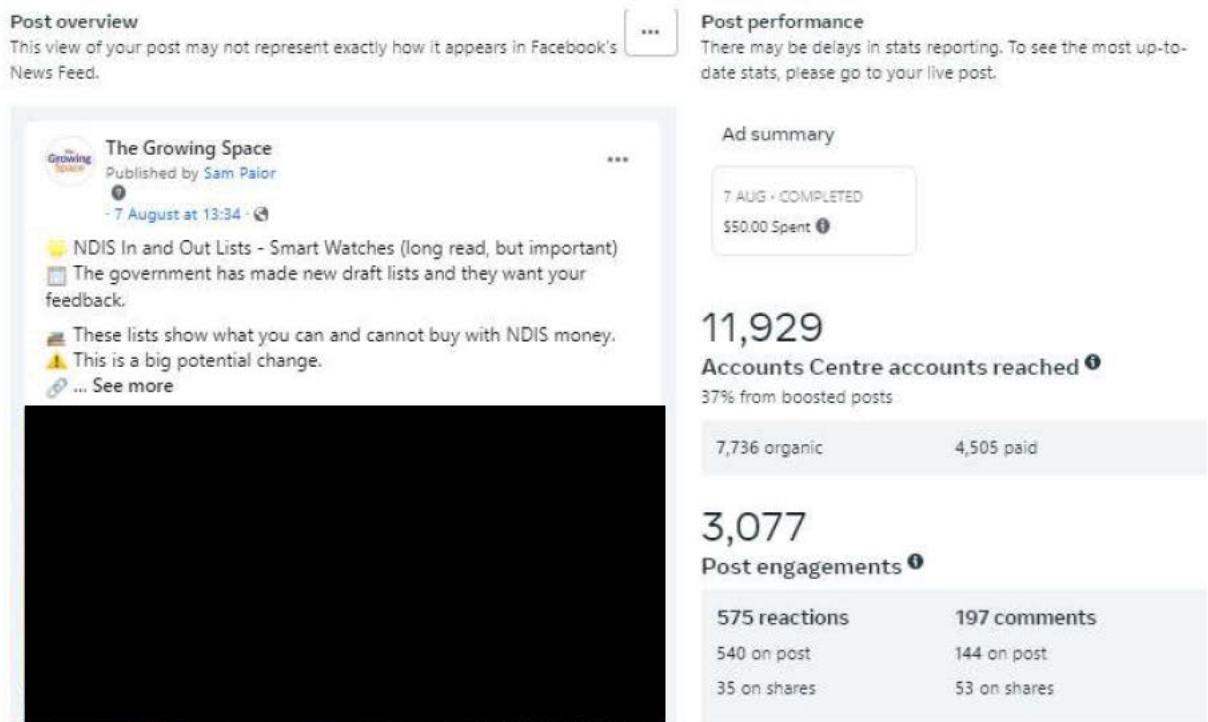 Post overview
This view of your post may not represent exactly how it appears in Facebook's
News Feed.
...
The Growing Space
The Growing Space
Published by Sam Paior
· 7 August at 13:34 ·
NDIS In and Out Lists - Smart Watches (long read, but important)
The government has made new draft lists and they want your
feedback.
These lists show what you can and cannot buy with NDIS money.
This is a big potential change.
... See more
Post performance
There may be delays in stats reporting. To see the most up-to-
date stats, please go to your live post.
Ad summary
7 AUG • COMPLETED
$50.00 Spent
11,929
Accounts Centre accounts reached
37% from boosted posts
7,736 organic 4,505 paid
3,077
Post engagements
575 reactions 197 comments
540 on post 144 on post
35 on shares 53 on shares